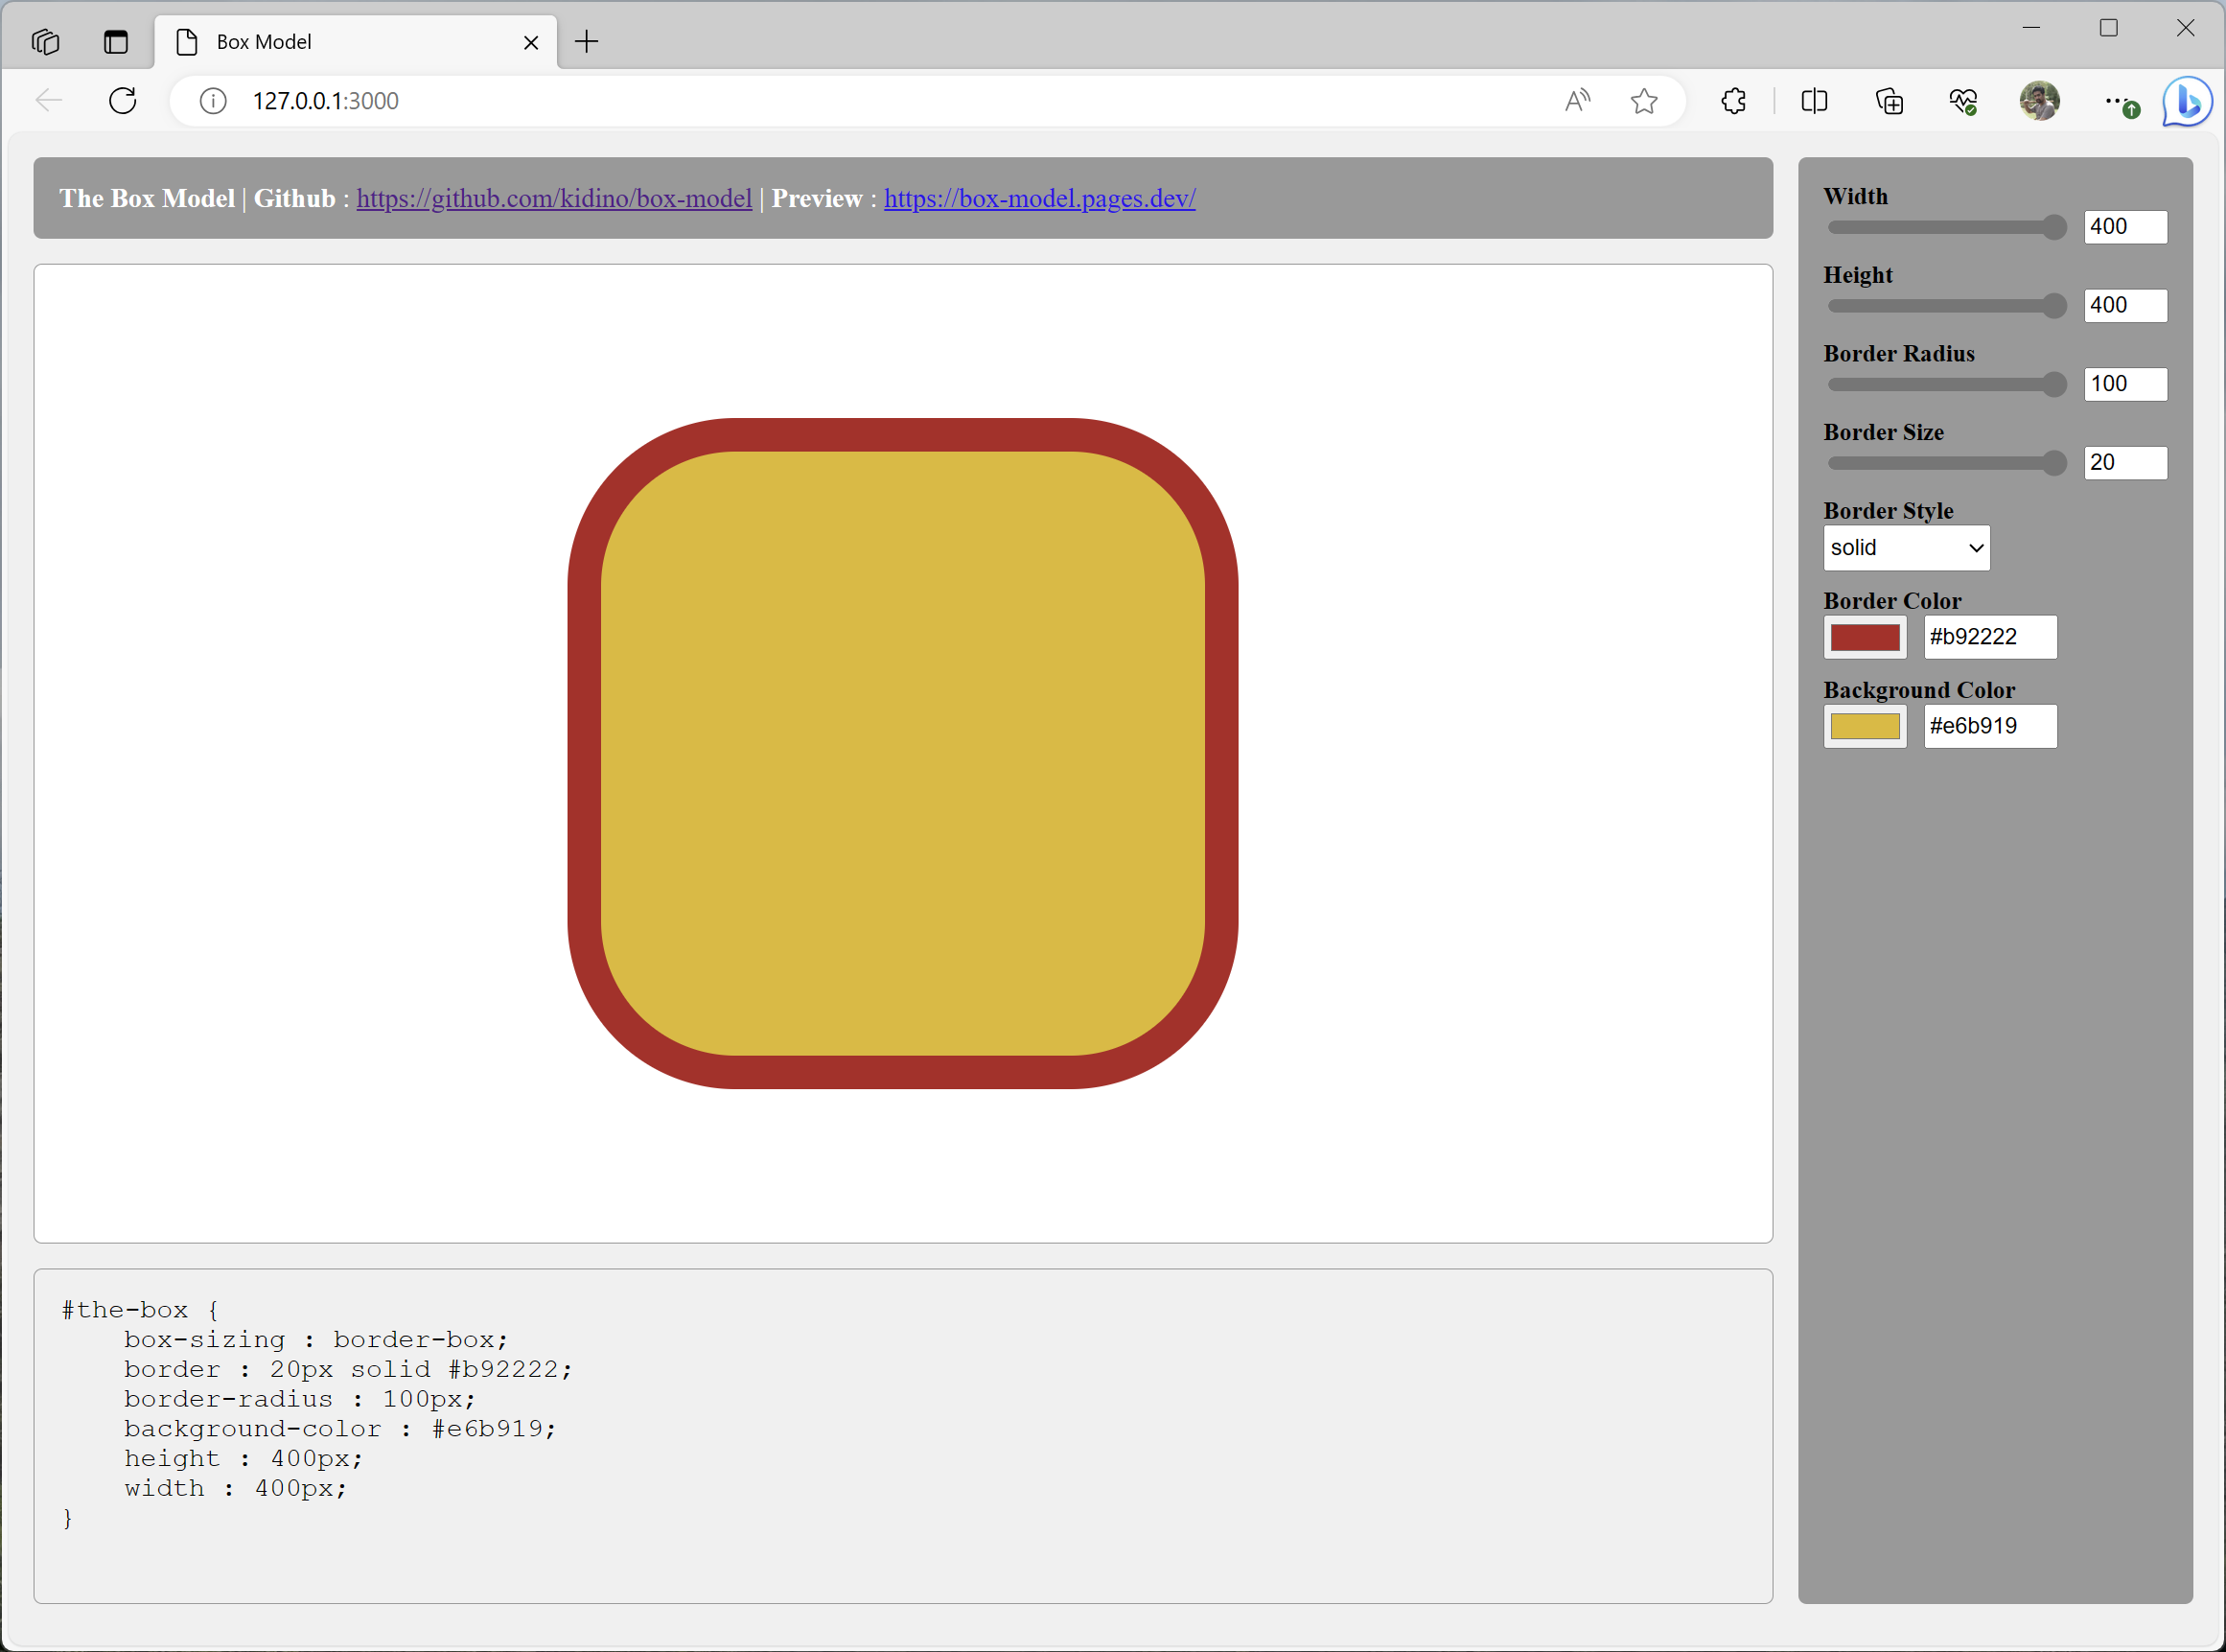 Box Model
127.0.0.1:3000
The Box Model | Github : https://github.com/kidino/box-model | Preview : https://box-model.pages.dev/
Width
400
Height
400
Border Radius
100
Border Size
20
Border Style
solid
Border Color
#b92222
Background Color
#e6b919
#the-box {
    box-sizing : border-box;
    border : 20px solid #b92222;
    border-radius : 100px;
    background-color : #e6b919;
    height : 400px;
    width : 400px;
}